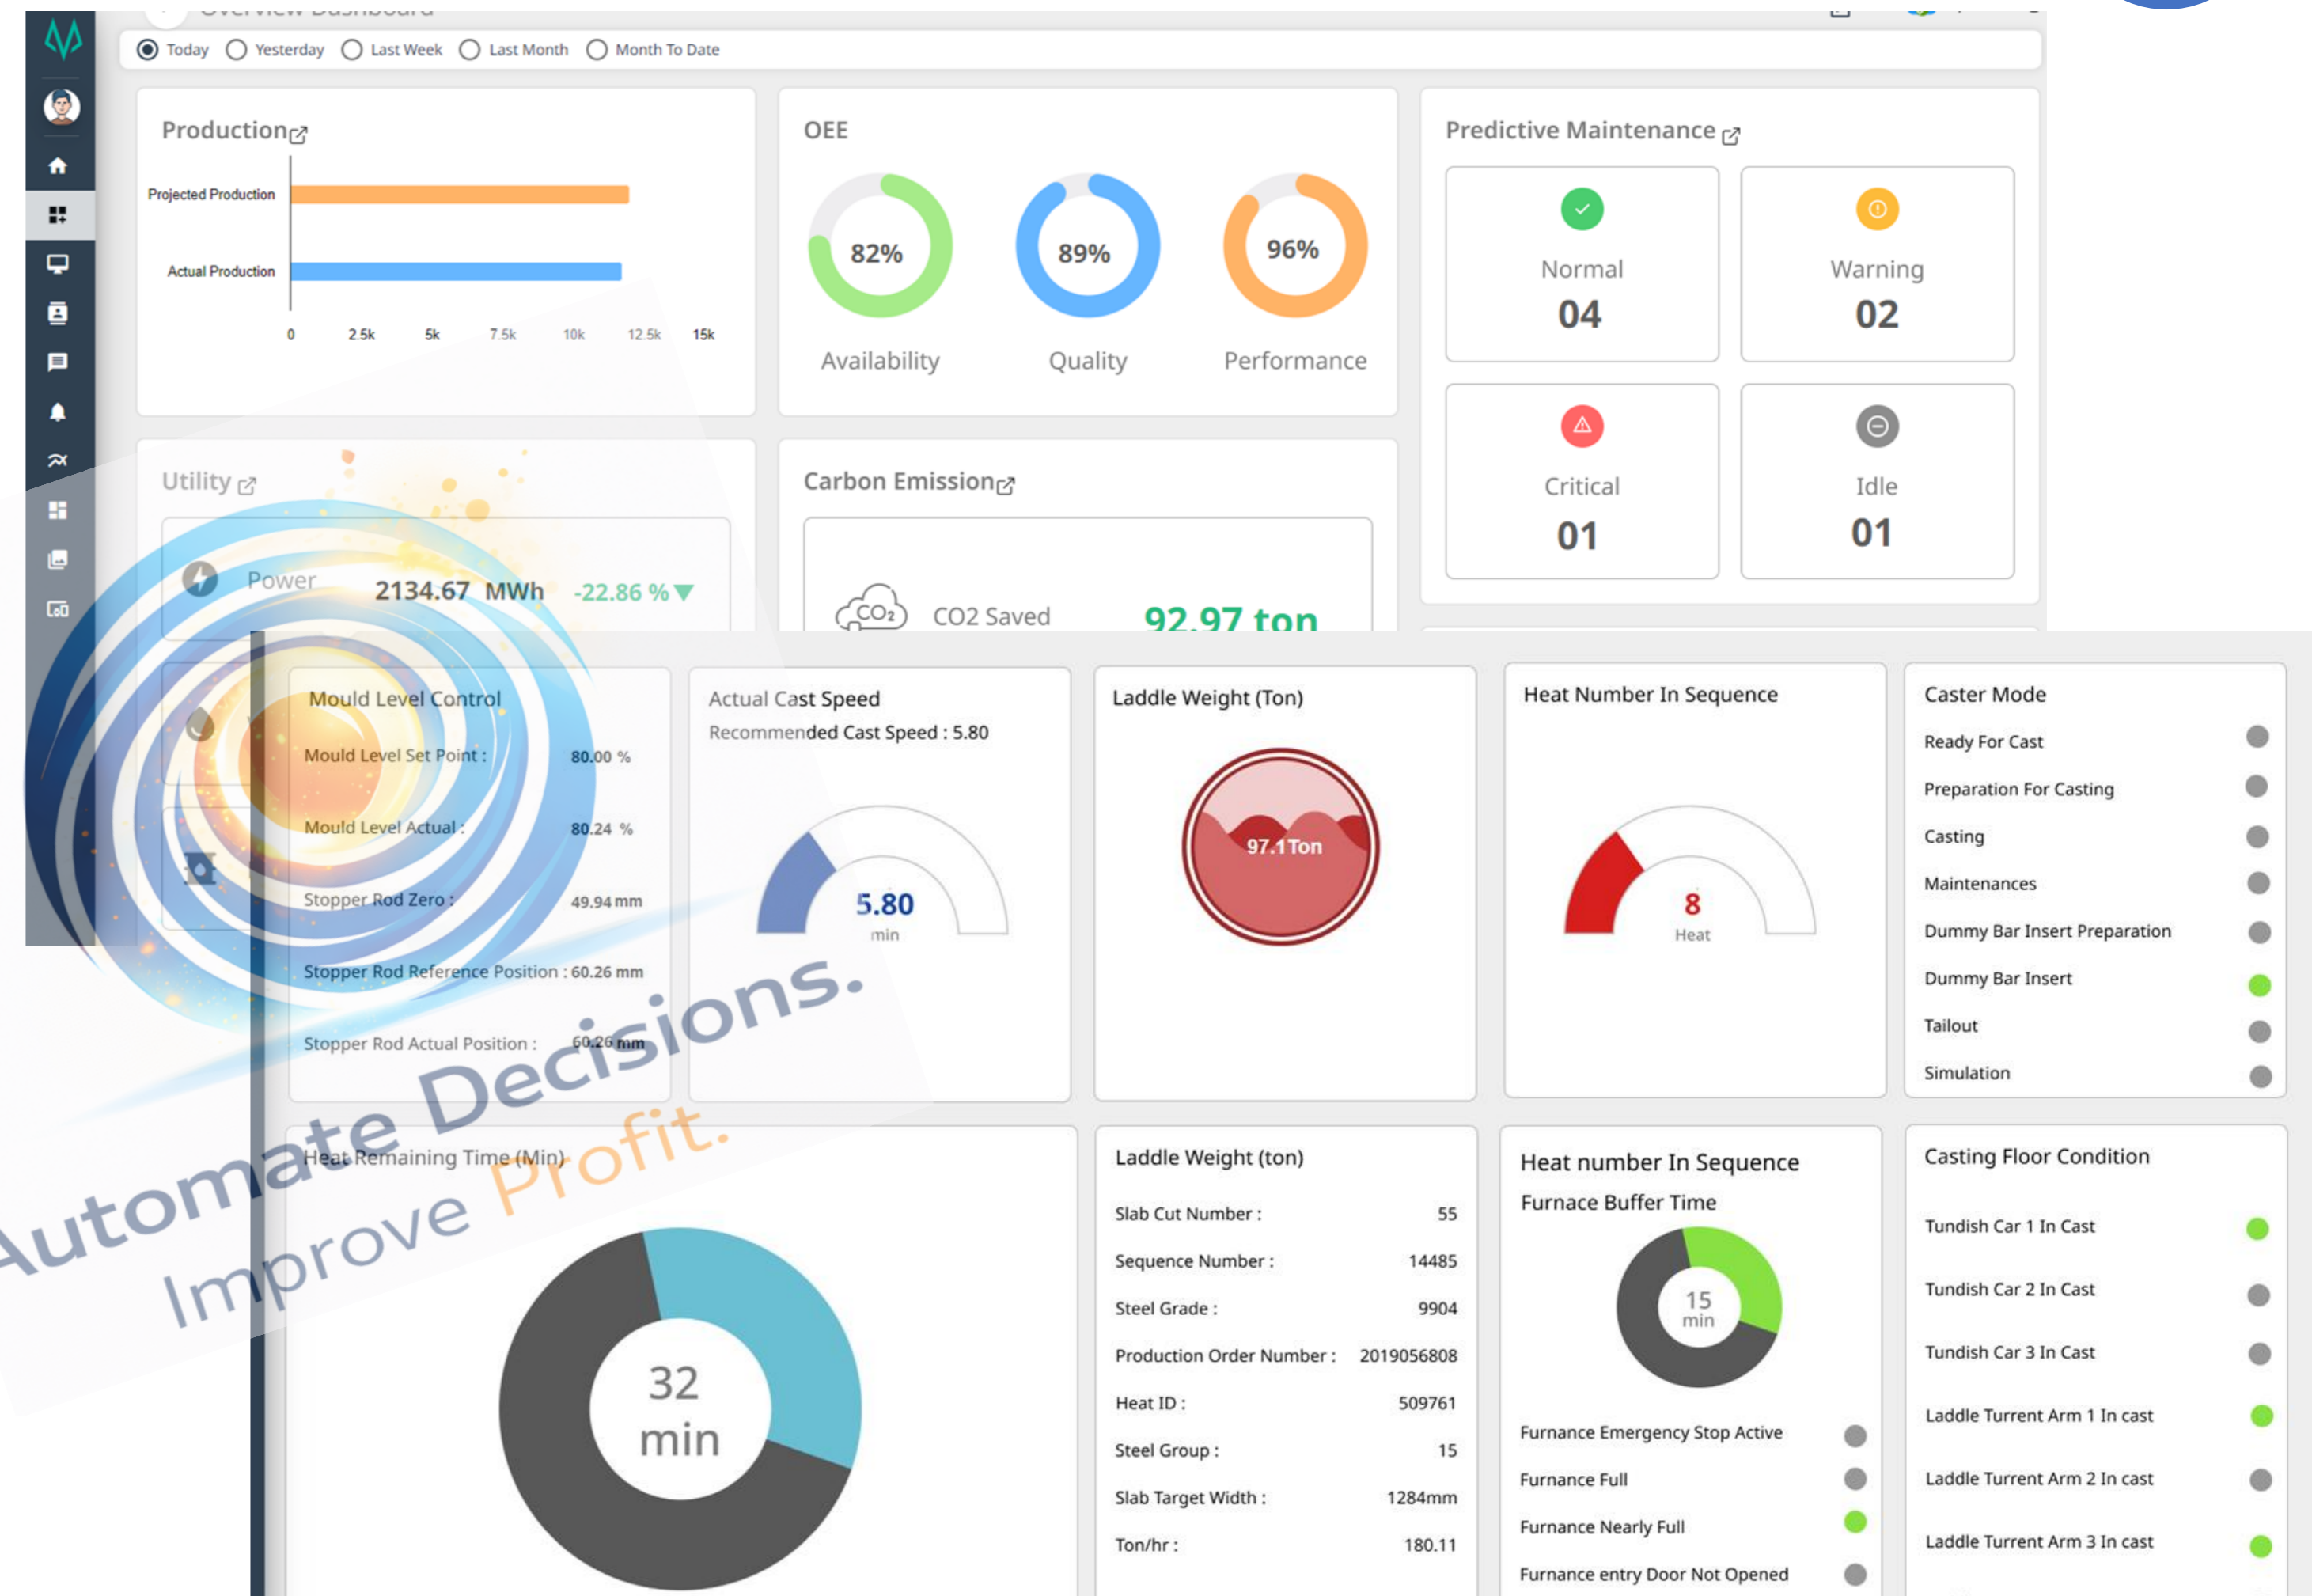 Overview Dashboard
Today Yesterday Last Week Last Month Month To Date
Production
Projected Production
Actual Production
0 2.5k 5k 7.5k 10k 12.5k 15k
OEE
82% 89% 96%
Availability Quality Performance
Predictive Maintenance
Normal
04
Warning
02
Critical
01
Idle
01
Utility
Power 2134.67 MWh -22.86 %
Carbon Emission
CO2 CO2 Saved 92.97 ton
Mould Level Control
Mould Level Set Point : 80.00 %
Mould Level Actual : 80.24 %
Stopper Rod Zero : 49.94 mm
Stopper Rod Reference Position : 60.26 mm
Stopper Rod Actual Position : 60.26 mm
Actual Cast Speed
Recommended Cast Speed : 5.80
5.80
min
Laddle Weight (Ton)
97.1Ton
Heat Number In Sequence
8
Heat
Caster Mode
Ready For Cast
Preparation For Casting
Casting
Maintenances
Dummy Bar Insert Preparation
Dummy Bar Insert
Tailout
Simulation
Automate Decisions.
Improve Profit.
Heat Remaining Time (Min)
32
min
Laddle Weight (ton)
Slab Cut Number : 55
Sequence Number : 14485
Steel Grade : 9904
Production Order Number : 2019056808
Heat ID : 509761
Steel Group : 15
Slab Target Width : 1284mm
Ton/hr : 180.11
Heat number In Sequence
Furnace Buffer Time
15
min
Furnance Emergency Stop Active
Furnance Full
Furnance Nearly Full
Furnance entry Door Not Opened
Casting Floor Condition
Tundish Car 1 In Cast
Tundish Car 2 In Cast
Tundish Car 3 In Cast
Laddle Turrent Arm 1 In cast
Laddle Turrent Arm 2 In cast
Laddle Turrent Arm 3 In cast